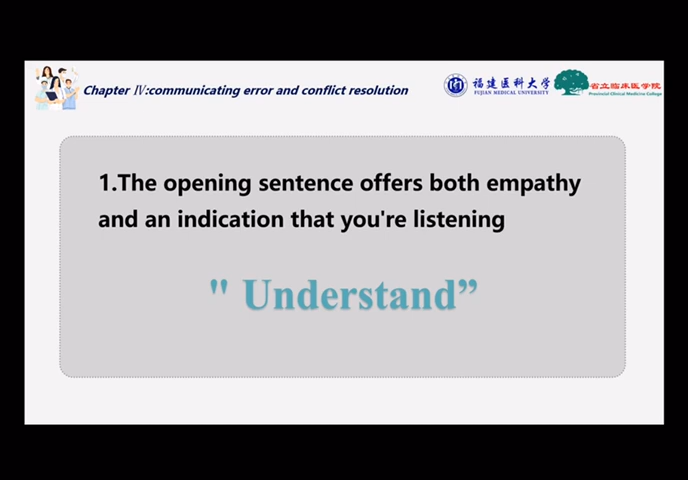 Chapter Ⅳ:communicating error and conflict resolution
福建医科大学
FUJIAN MEDICAL UNIVERSITY
省立临床医学院
Provincial Clinical Medicine College
1.The opening sentence offers both empathy
and an indication that you're listening
" Understand”